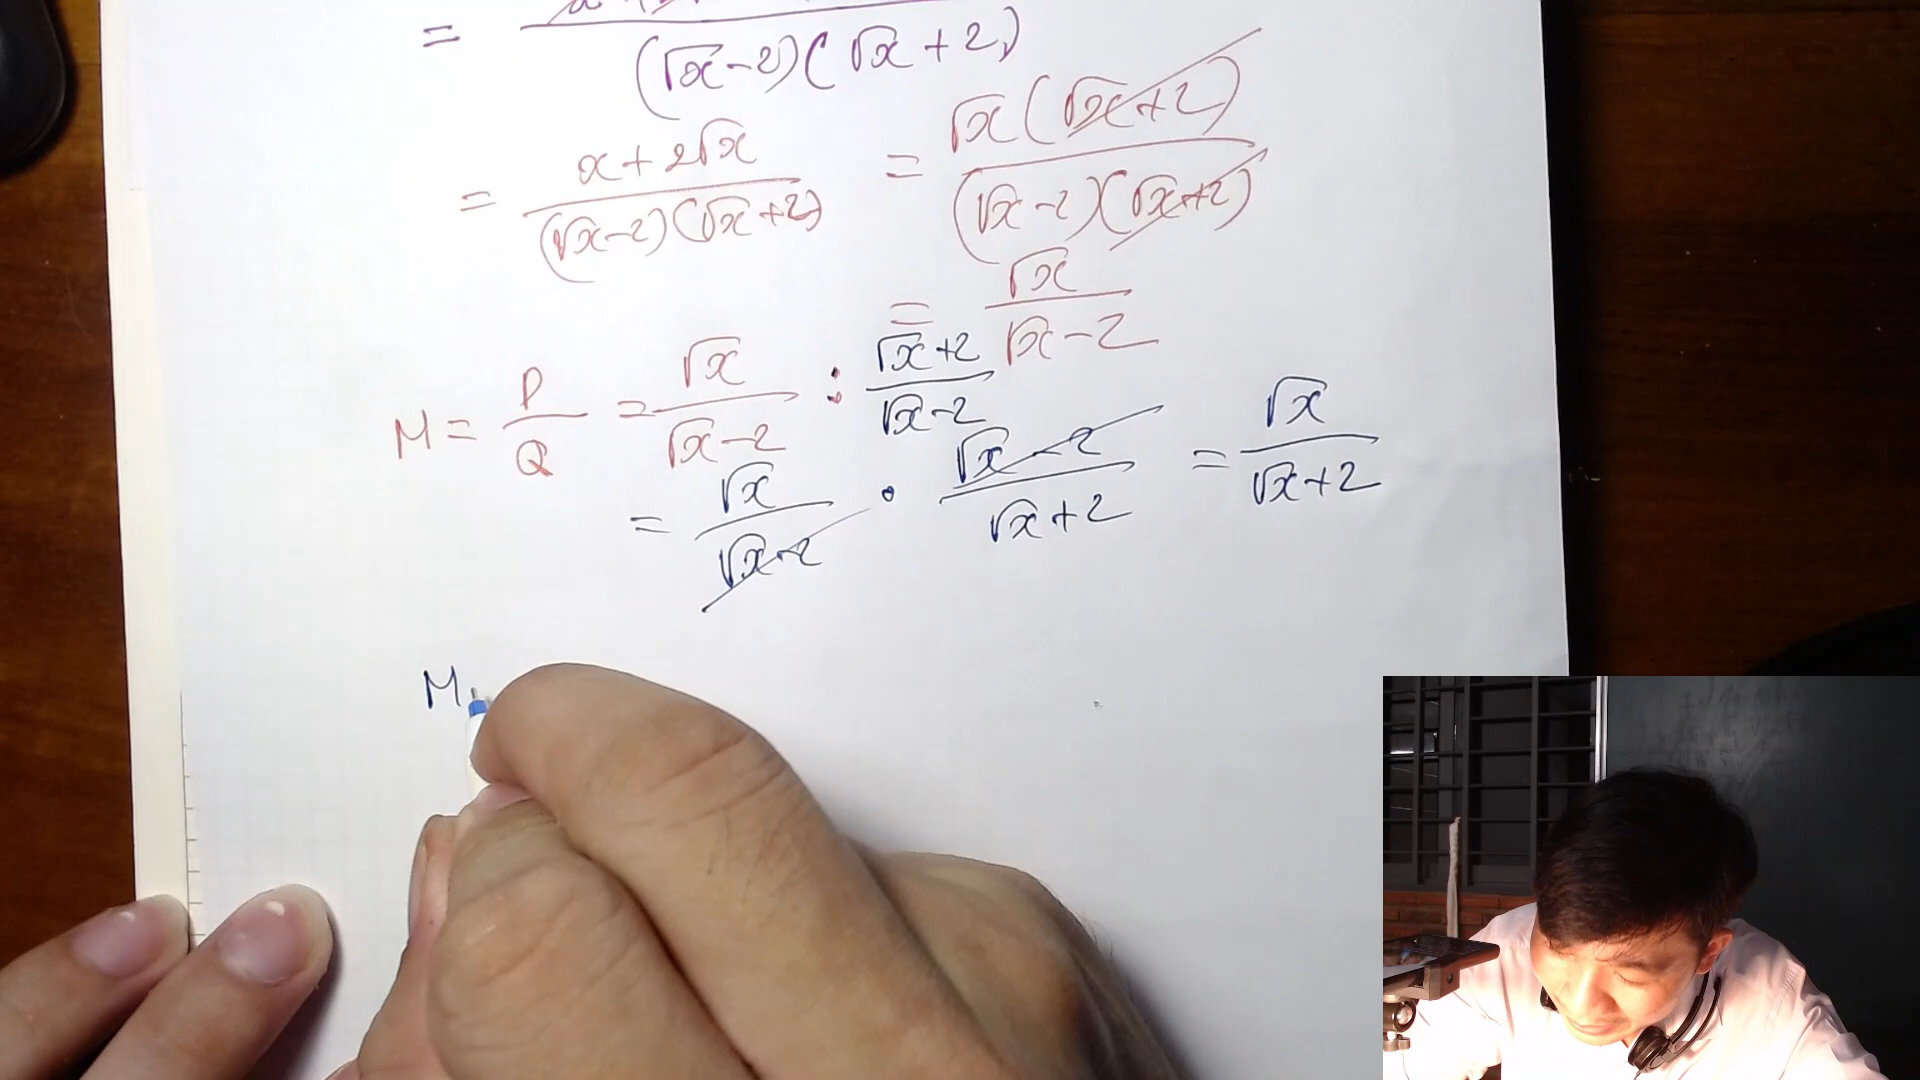 = / (√x-2)(√x+2)
= x+2√x / (√x-2)(√x+2) = √x(√x+2) / (√x-2)(√x+2)
= √x / √x-2
M = P / Q = √x / √x-2 : √x+2 / √x-2
= √x / √x-2 . √x-2 / √x+2 = √x / √x+2
M